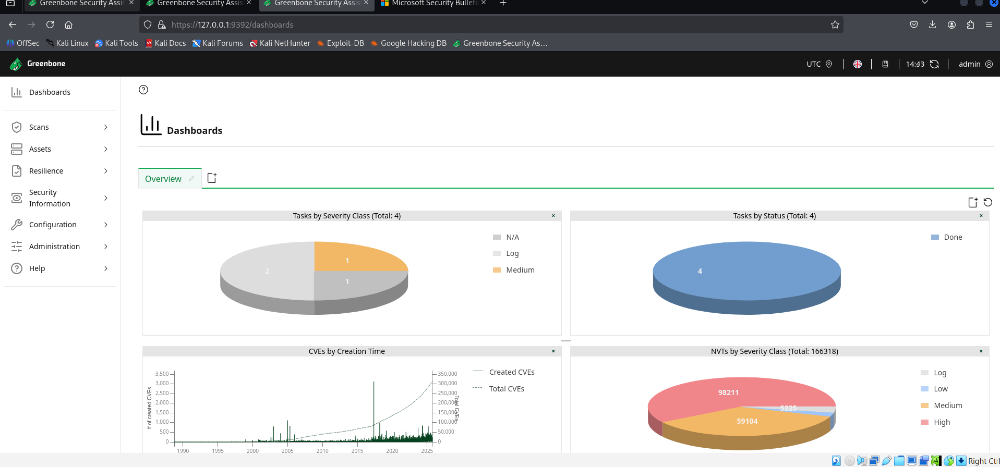 Greenbone Security Assis
Greenbone Security Assis
Greenbone Security Assis
Microsoft Security Bulletin
https://127.0.0.1:9392/dashboards
OffSec Kali Linux Kali Tools Kali Docs Kali Forums Kali NetHunter Exploit-DB Google Hacking DB Greenbone Security As…
Greenbone
UTC 14:43 admin
Dashboards
Scans
Assets
Resilience
Security
Information
Configuration
Administration
Help
Dashboards
Overview
Tasks by Severity Class (Total: 4)
N/A
Log
Medium
1
2
1
Tasks by Status (Total: 4)
Done
4
CVEs by Creation Time
Created CVEs
Total CVEs
# of created CVEs
3,500
3,000
2,500
2,000
1,500
1,000
500
0
350,000
300,000
250,000
200,000
150,000
100,000
50,000
0
Total CVEs
1990 1995 2000 2005 2010 2015 2020 2025
NVTs by Severity Class (Total: 166318)
Log
Low
Medium
High
98211
5225
59104
Right Ctrl